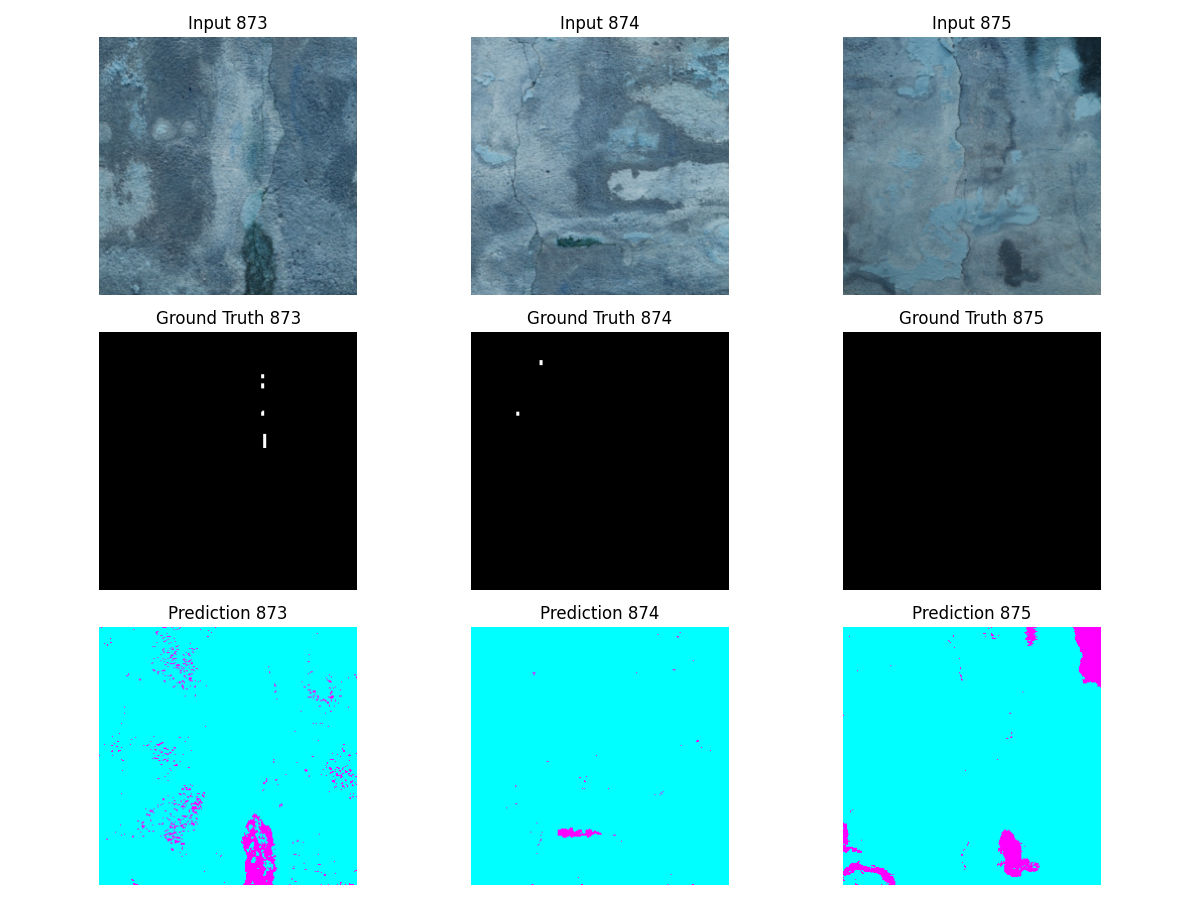 Input 873
Input 874
Input 875
Ground Truth 873
Ground Truth 874
Ground Truth 875
Prediction 873
Prediction 874
Prediction 875